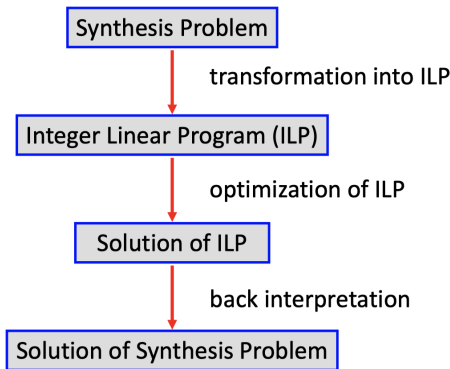 Synthesis Problem
transformation into ILP
Integer Linear Program (ILP)
optimization of ILP
Solution of ILP
back interpretation
Solution of Synthesis Problem